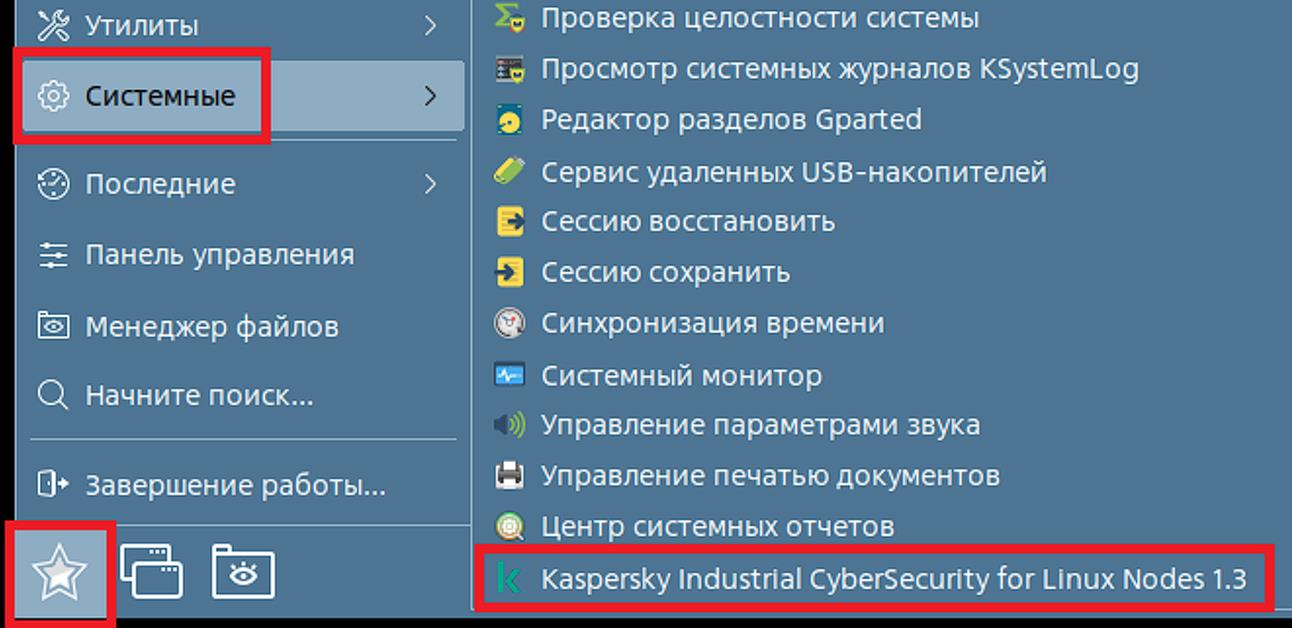 Утилиты
Системные
Последние
Панель управления
Менеджер файлов
Начните поиск...
Завершение работы...
Проверка целостности системы
Просмотр системных журналов KSystemLog
Редактор разделов Gparted
Сервис удаленных USB-накопителей
Сессию восстановить
Сессию сохранить
Синхронизация времени
Системный монитор
Управление параметрами звука
Управление печатью документов
Центр системных отчетов
Kaspersky Industrial CyberSecurity for Linux Nodes 1.3